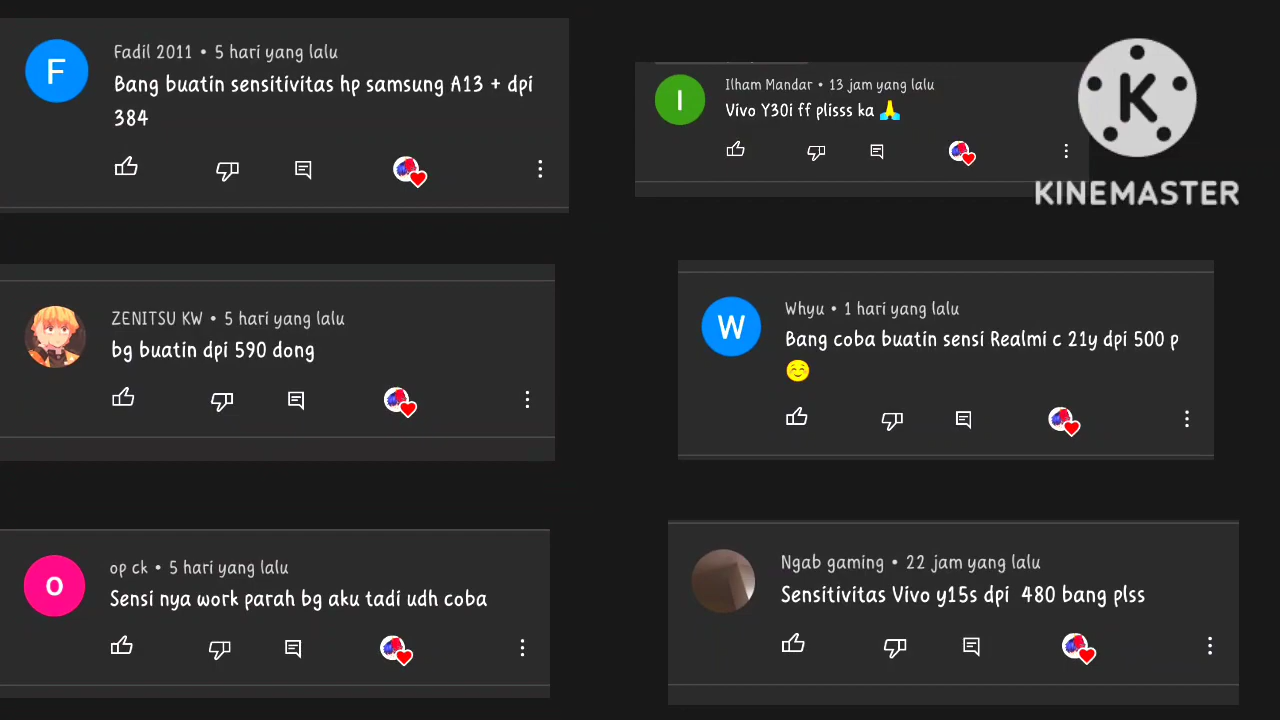 F
Fadil 2011 • 5 hari yang lalu
Bang buatin sensitivitas hp samsung A13 + dpi
384
I
Ilham Mandar • 13 jam yang lalu
Vivo Y30i ff plisss ka 🙏
K
KINEMASTER
ZENITSU KW • 5 hari yang lalu
bg buatin dpi 590 dong
W
Whyu • 1 hari yang lalu
Bang coba buatin sensi Realmi c 21y dpi 500 p
☺️
o
op ck • 5 hari yang lalu
Sensi nya work parah bg aku tadi udh coba
Ngab gaming • 22 jam yang lalu
Sensitivitas Vivo y15s dpi 480 bang plss